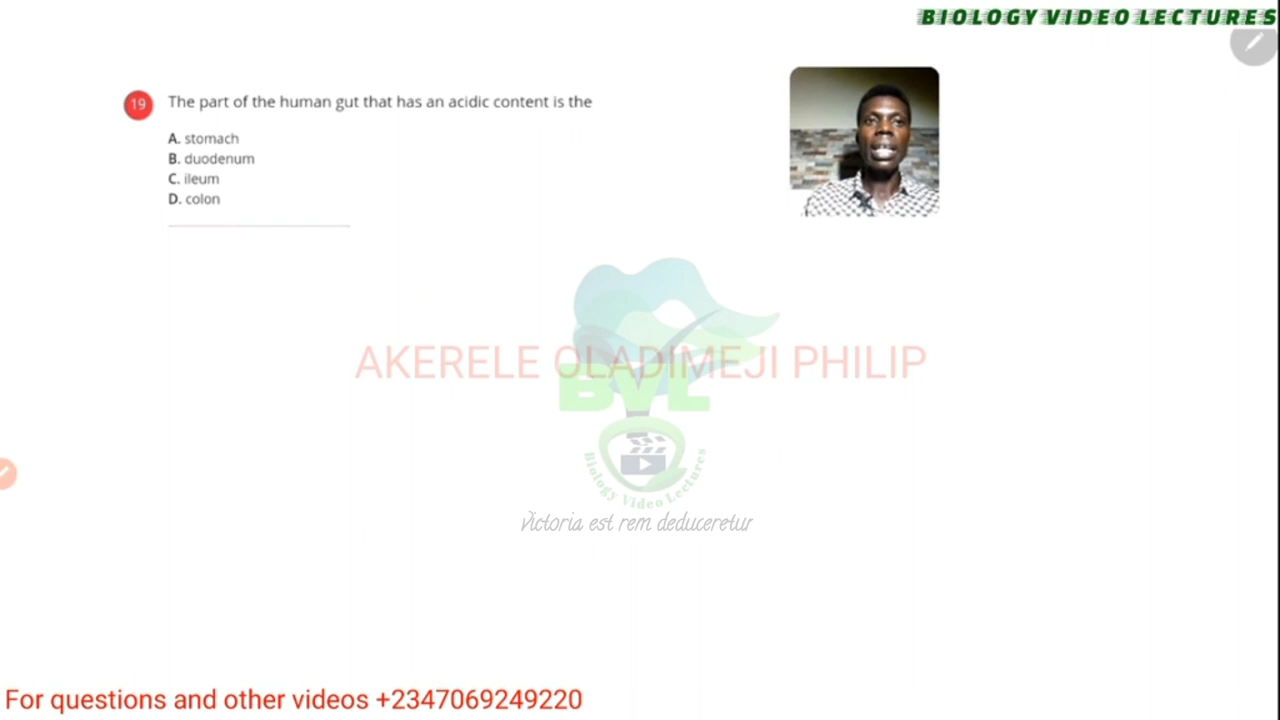 BIOLOGY VIDEO LECTURES
19 The part of the human gut that has an acidic content is the
A. stomach
B. duodenum
C. ileum
D. colon
AKERELE OLADIMEJI PHILIP
BVL
Biology Video Lectures
Victoria est rem deduceretur
For questions and other videos +2347069249220